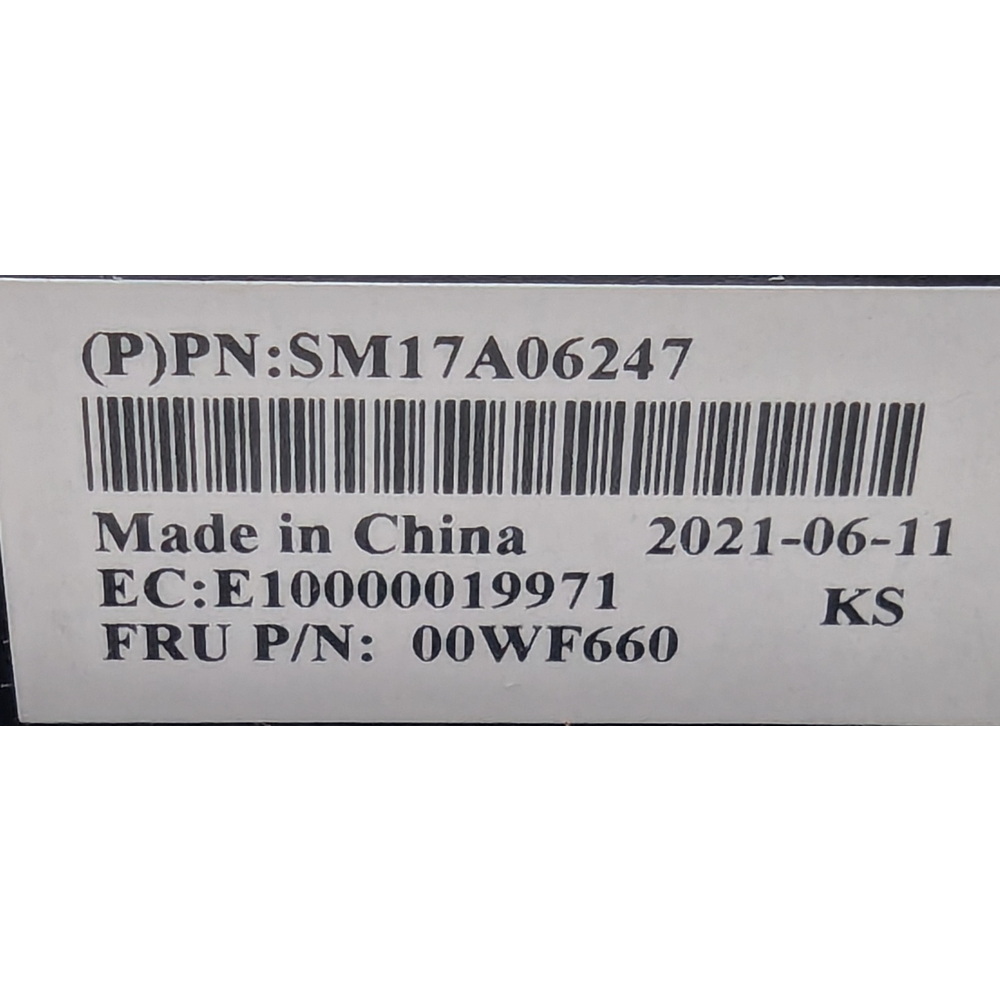 (P)PN:SM17A06247
Made in China 2021-06-11
EC:E10000019971
KS
FRU P/N: 00WF660